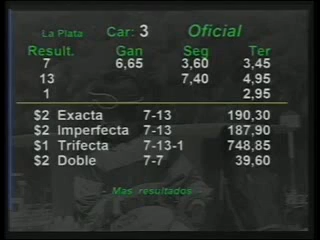 La Plata Car: 3 Oficial
Result. Gan Seg Ter
7 6,65 3,60 3,45
13 7,40 4,95
1 2,95
$2 Exacta 7-13 190,30
$2 Imperfecta 7-13 187,90
$1 Trifecta 7-13-1 748,85
$2 Doble 7-7 39,60
- Mas resultados -